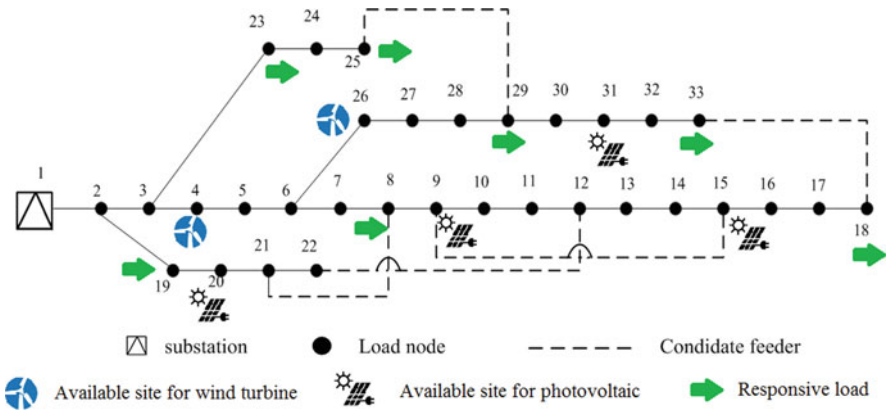 23 24
25
26 27 28 29 30 31 32 33
1
2 3 4 5 6 7 8 9 10 11 12 13 14 15 16 17
18
21 22
19 20
substation Load node Condidate feeder
Available site for wind turbine Available site for photovoltaic Responsive load